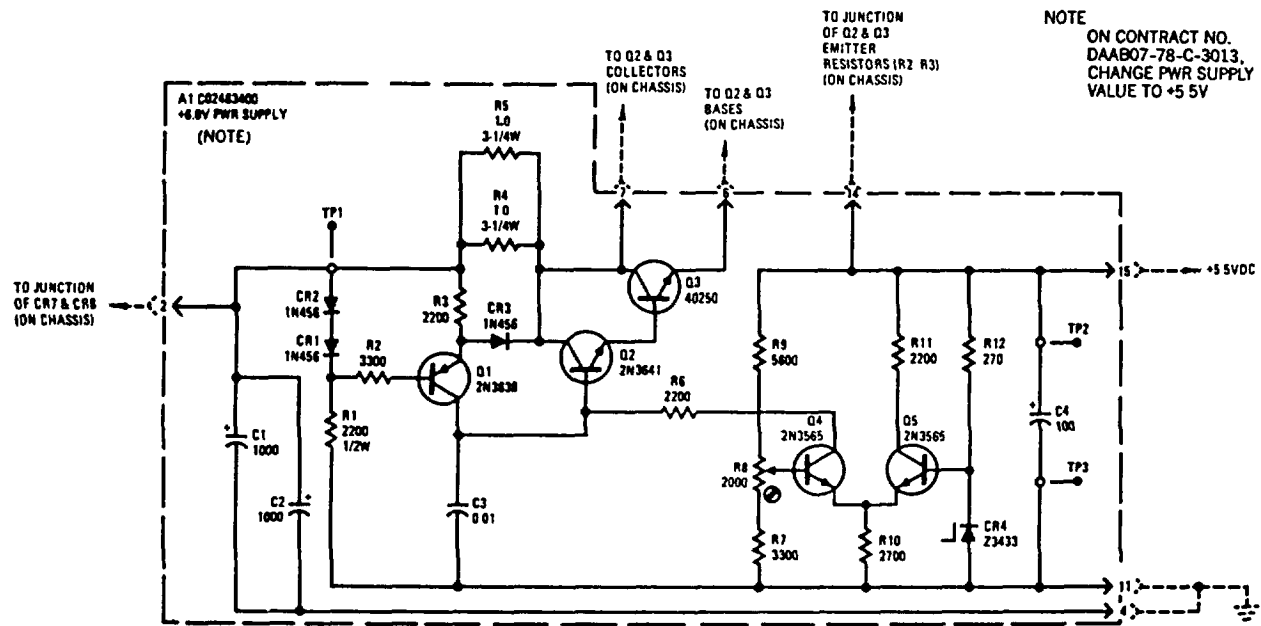 TO JUNCTION
OF Q2 & Q3
EMITTER
RESISTORS (R2 R3)
(ON CHASSIS)
NOTE
ON CONTRACT NO.
DAAB07-78-C-3013,
CHANGE PWR SUPPLY
VALUE TO +5 5V
TO Q2 & Q3
COLLECTORS
(ON CHASSIS)
TO Q2 & Q3
BASES
(ON CHASSIS)
A1 C02463400
PWR SUPPLY
(NOTE)
R5
1.0
3-1/4W
R4
1.0
3-1/4W
7
6
14
TP1
TO JUNCTION
OF CR7 & CR8
(ON CHASSIS)
2
CR2
1N456
CR1
1N456
R3
2200
CR3
1N456
Q3
40250
15
+5 5VDC
R2
3300
Q1
2N3638
Q2
2N3641
R6
2200
R9
5600
R11
2200
R12
270
TP2
R1
2200
1/2W
C1
1000
C2
1000
C3
0 01
Q4
2N3565
Q5
2N3565
R8
2000
C4
100
TP3
R7
3300
R10
2700
CR4
Z3433
11
4